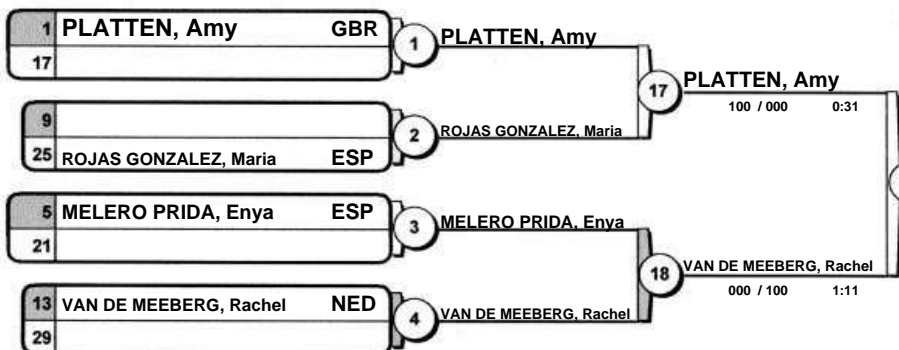 1 PLATTEN, Amy GBR
17
1 PLATTEN, Amy
9
25 ROJAS GONZALEZ, Maria ESP
2 ROJAS GONZALEZ, Maria
17 PLATTEN, Amy
100 / 000 0:31
5 MELERO PRIDA, Enya ESP
21
3 MELERO PRIDA, Enya
13 VAN DE MEEBERG, Rachel NED
29
4 VAN DE MEEBERG, Rachel
18 VAN DE MEEBERG, Rachel
000 / 100 1:11